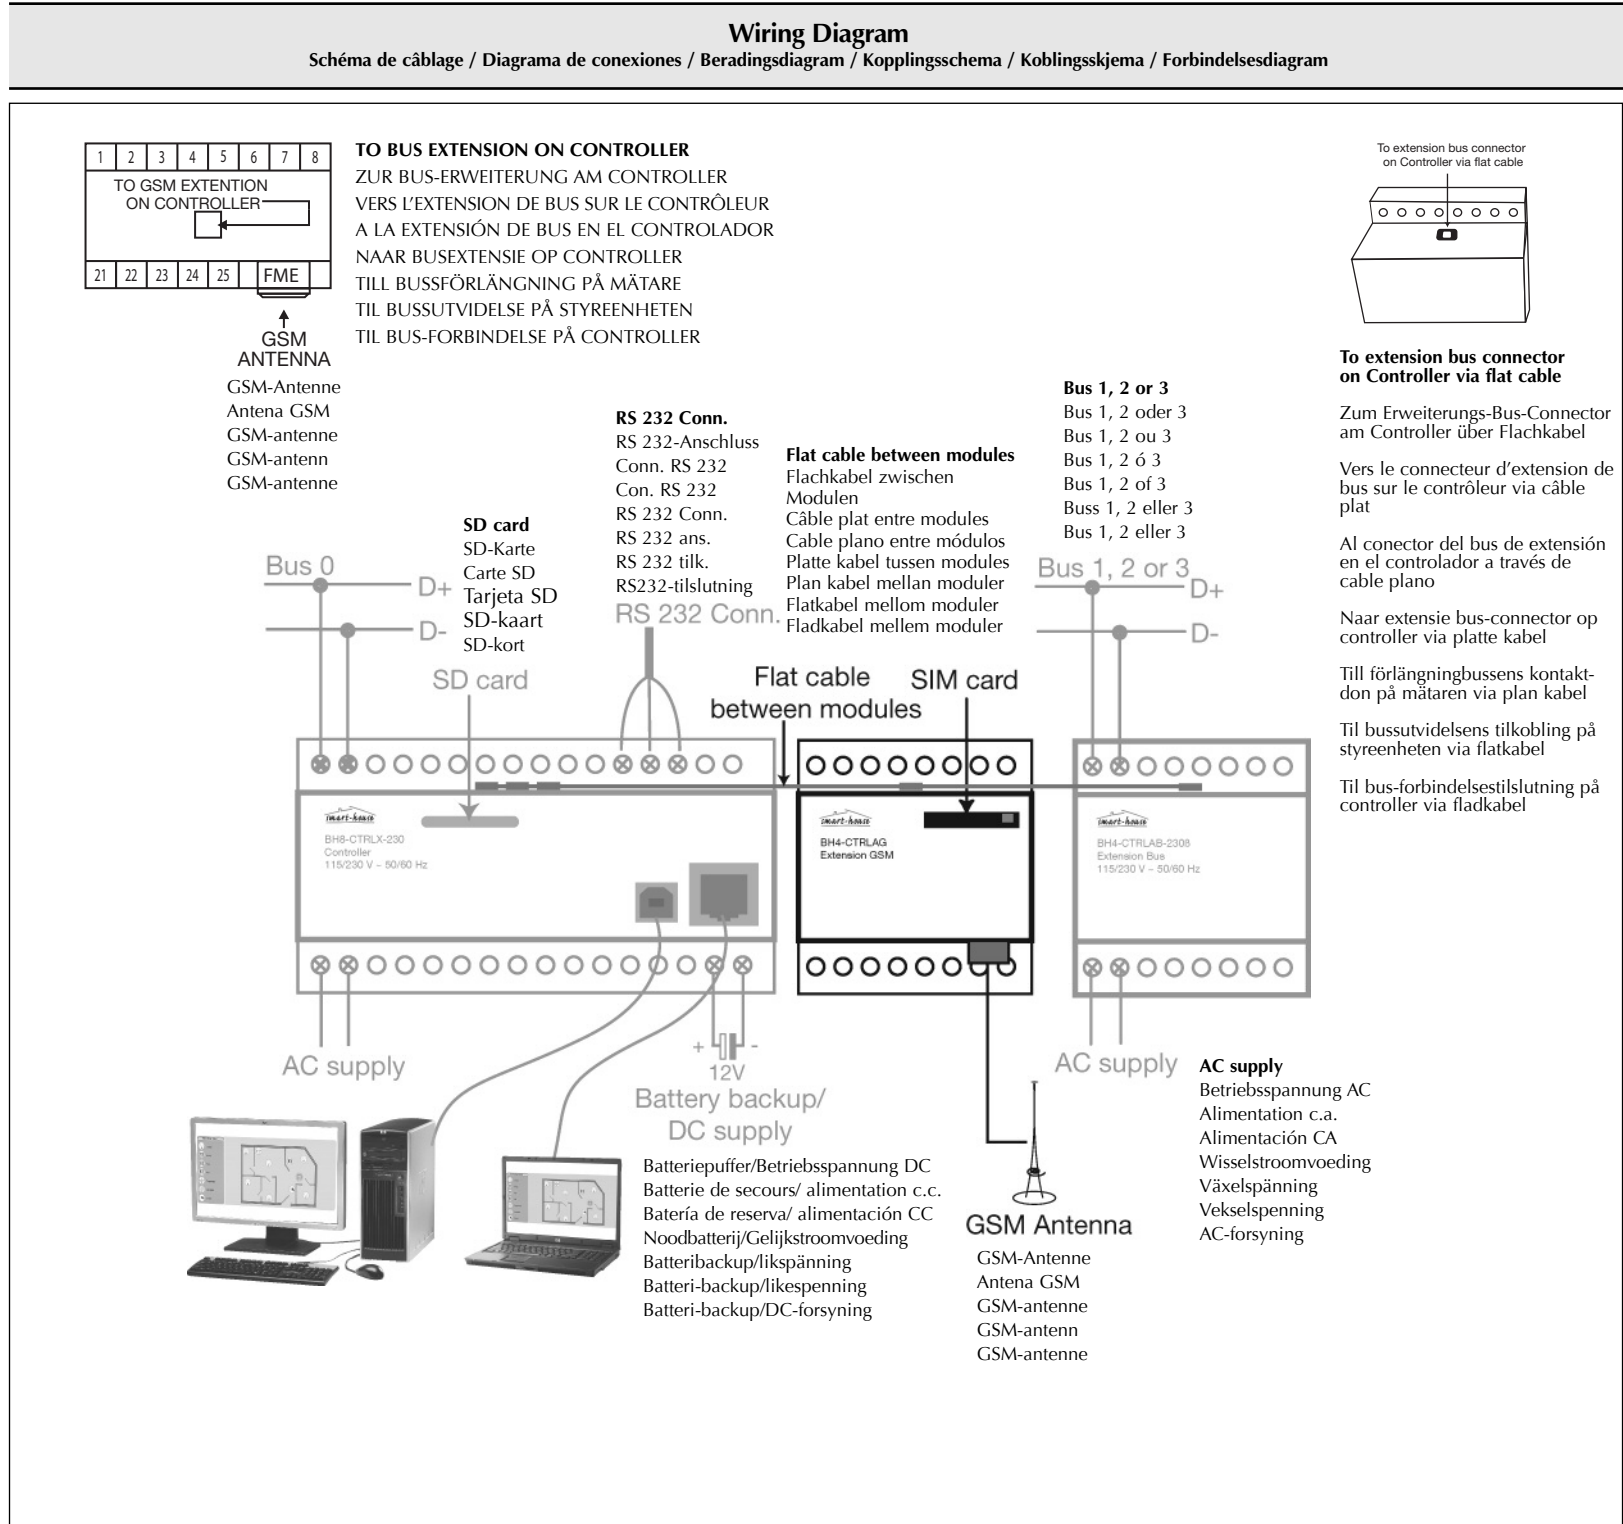 Wiring Diagram
Schéma de câblage / Diagrama de conexiones / Beradingsdiagram / Kopplingsschema / Koblingsskjema / Forbindelsesdiagram
1 2 3 4 5 6 7 8
TO GSM EXTENTION
ON CONTROLLER
21 22 23 24 25 FME
GSM
ANTENNA
GSM-Antenne
Antena GSM
GSM-antenne
GSM-antenn
GSM-antenne
TO BUS EXTENSION ON CONTROLLER
ZUR BUS-ERWEITERUNG AM CONTROLLER
VERS L'EXTENSION DE BUS SUR LE CONTRÔLEUR
A LA EXTENSIÓN DE BUS EN EL CONTROLADOR
NAAR BUSEXTENSIE OP CONTROLLER
TILL BUSSFÖRLÄNGNING PÅ MÄTARE
TIL BUSSUTVIDELSE PÅ STYREENHETEN
TIL BUS-FORBINDELSE PÅ CONTROLLER
To extension bus connector
on Controller via flat cable
To extension bus connector
on Controller via flat cable
Zum Erweiterungs-Bus-Connector
am Controller über Flachkabel
Vers le connecteur d'extension de
bus sur le contrôleur via câble
plat
Al conector del bus de extensión
en el controlador a través de
cable plano
Naar extensie bus-connector op
controller via platte kabel
Till förlängningbussens kontakt-
don på mätaren via plan kabel
Til bussutvidelsens tilkobling på
styreenheten via flatkabel
Til bus-forbindelsestilslutning på
controller via fladkabel
Bus 0
D+
D-
SD card
SD-Karte
Carte SD
Tarjeta SD
SD-kaart
SD-kort
SD card
RS 232 Conn.
RS 232-Anschluss
Conn. RS 232
Con. RS 232
RS 232 Conn.
RS 232 ans.
RS 232 tilk.
RS232-tilslutning
RS 232 Conn.
Flat cable between modules
Flachkabel zwischen
Modulen
Câble plat entre modules
Cable plano entre módulos
Platte kabel tussen modules
Plan kabel mellan moduler
Flatkabel mellom moduler
Fladkabel mellem moduler
Flat cable
between modules
SIM card
Bus 1, 2 or 3
Bus 1, 2 oder 3
Bus 1, 2 ou 3
Bus 1, 2 ó 3
Bus 1, 2 of 3
Buss 1, 2 eller 3
Bus 1, 2 eller 3
Bus 1, 2 or 3
D+
D-
smart-house
BH8-CTRLX-230
Controller
115/230 V ~ 50/60 Hz
smart-house
BH4-CTRLAG
Extension GSM
smart-house
BH4-CTRLAB-2308
Extension Bus
115/230 V ~ 50/60 Hz
AC supply
+ -
12V
Battery backup/
DC supply
Batteriepuffer/Betriebsspannung DC
Batterie de secours/ alimentation c.c.
Batería de reserva/ alimentación CC
Noodbatterij/Gelijkstroomvoeding
Batteribackup/likspänning
Batteri-backup/likespenning
Batteri-backup/DC-forsyning
GSM Antenna
GSM-Antenne
Antena GSM
GSM-antenne
GSM-antenn
GSM-antenne
AC supply
AC supply
Betriebsspannung AC
Alimentation c.a.
Alimentación CA
Wisselstroomvoeding
Växelspänning
Vekselspenning
AC-forsyning